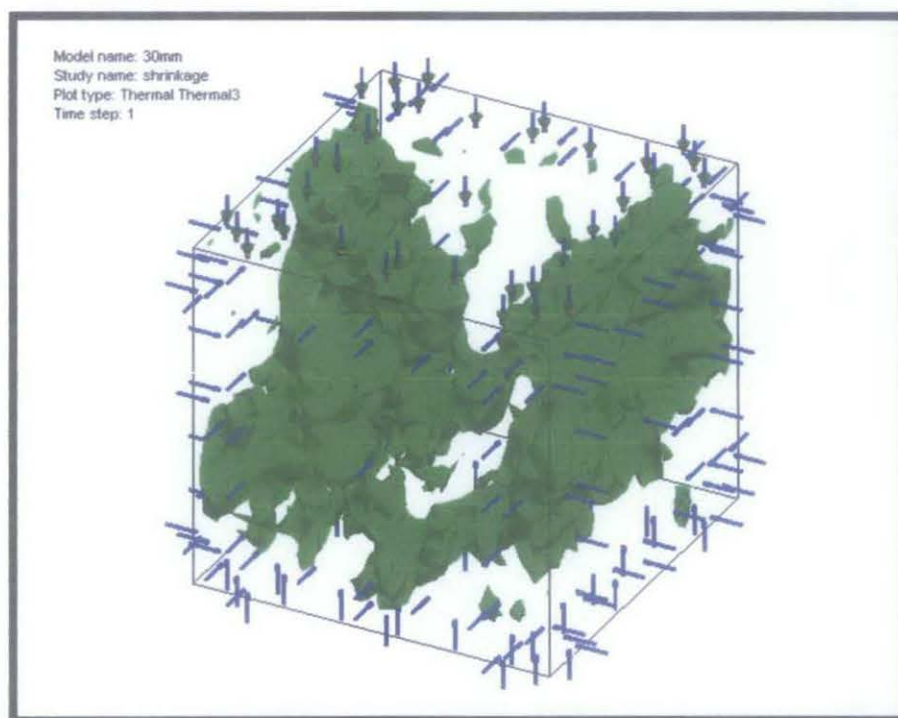 Model name: 30mm
Study name: shrinkage
Plot type: Thermal Thermal3
Time step: 1